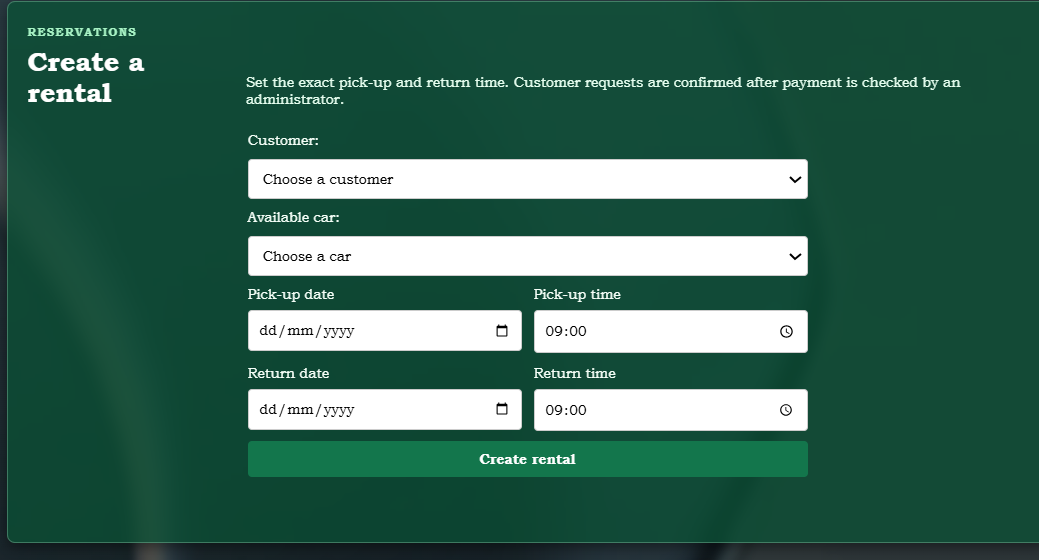 RESERVATIONS
Create a
rental
Set the exact pick-up and return time. Customer requests are confirmed after payment is checked by an
administrator.
Customer:
Choose a customer
Available car:
Choose a car
Pick-up date
Pick-up time
dd/mm/yyyy
09:00
Return date
Return time
dd/mm/yyyy
09:00
Create rental